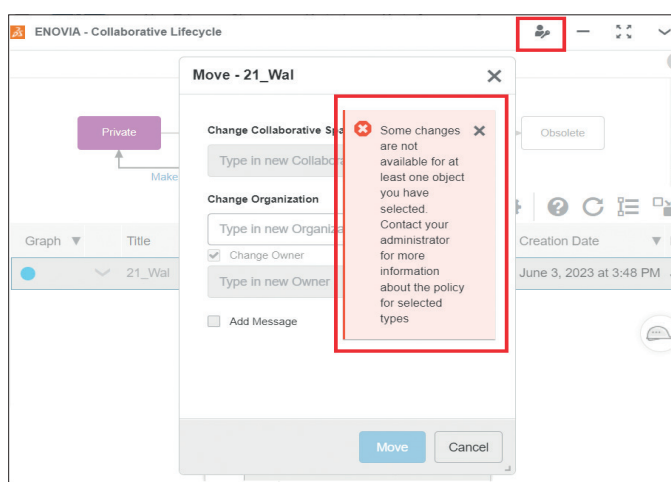 ENOVIA - Collaborative Lifecycle
Move - 21_Wal
Private
Change Collaborative Spa
Type in new Collabora
Make
Obsolete
Change Organization
Type in new Organiza
Change Owner
Type in new Owner
Add Message
Some changes
are not
available for at
least one object
you have
selected.
Contact your
administrator
for more
information
about the policy
for selected
types
Graph
Title
Creation Date
21_Wal
June 3, 2023 at 3:48 PM
Move
Cancel